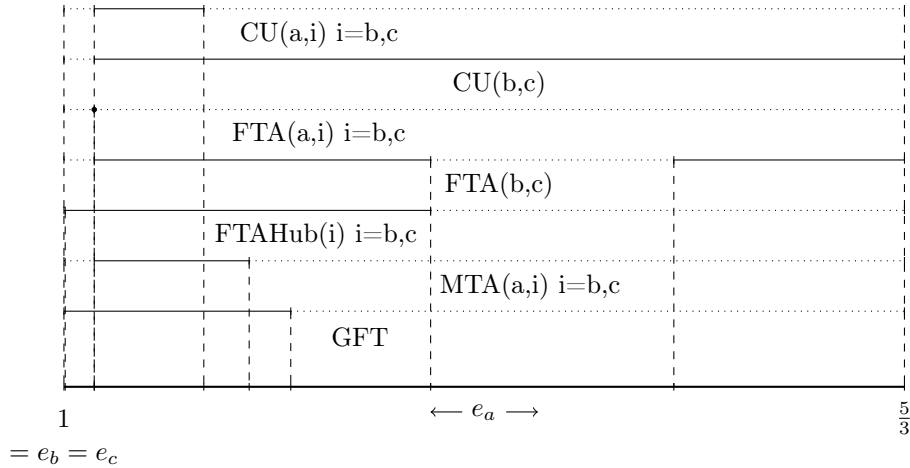 CU(a,i) i=b,c
CU(b,c)
FTA(a,i) i=b,c
FTA(b,c)
FTAHub(i) i=b,c
MTA(a,i) i=b,c
GFT
1 ← e_a → 5/3
= e_b = e_c